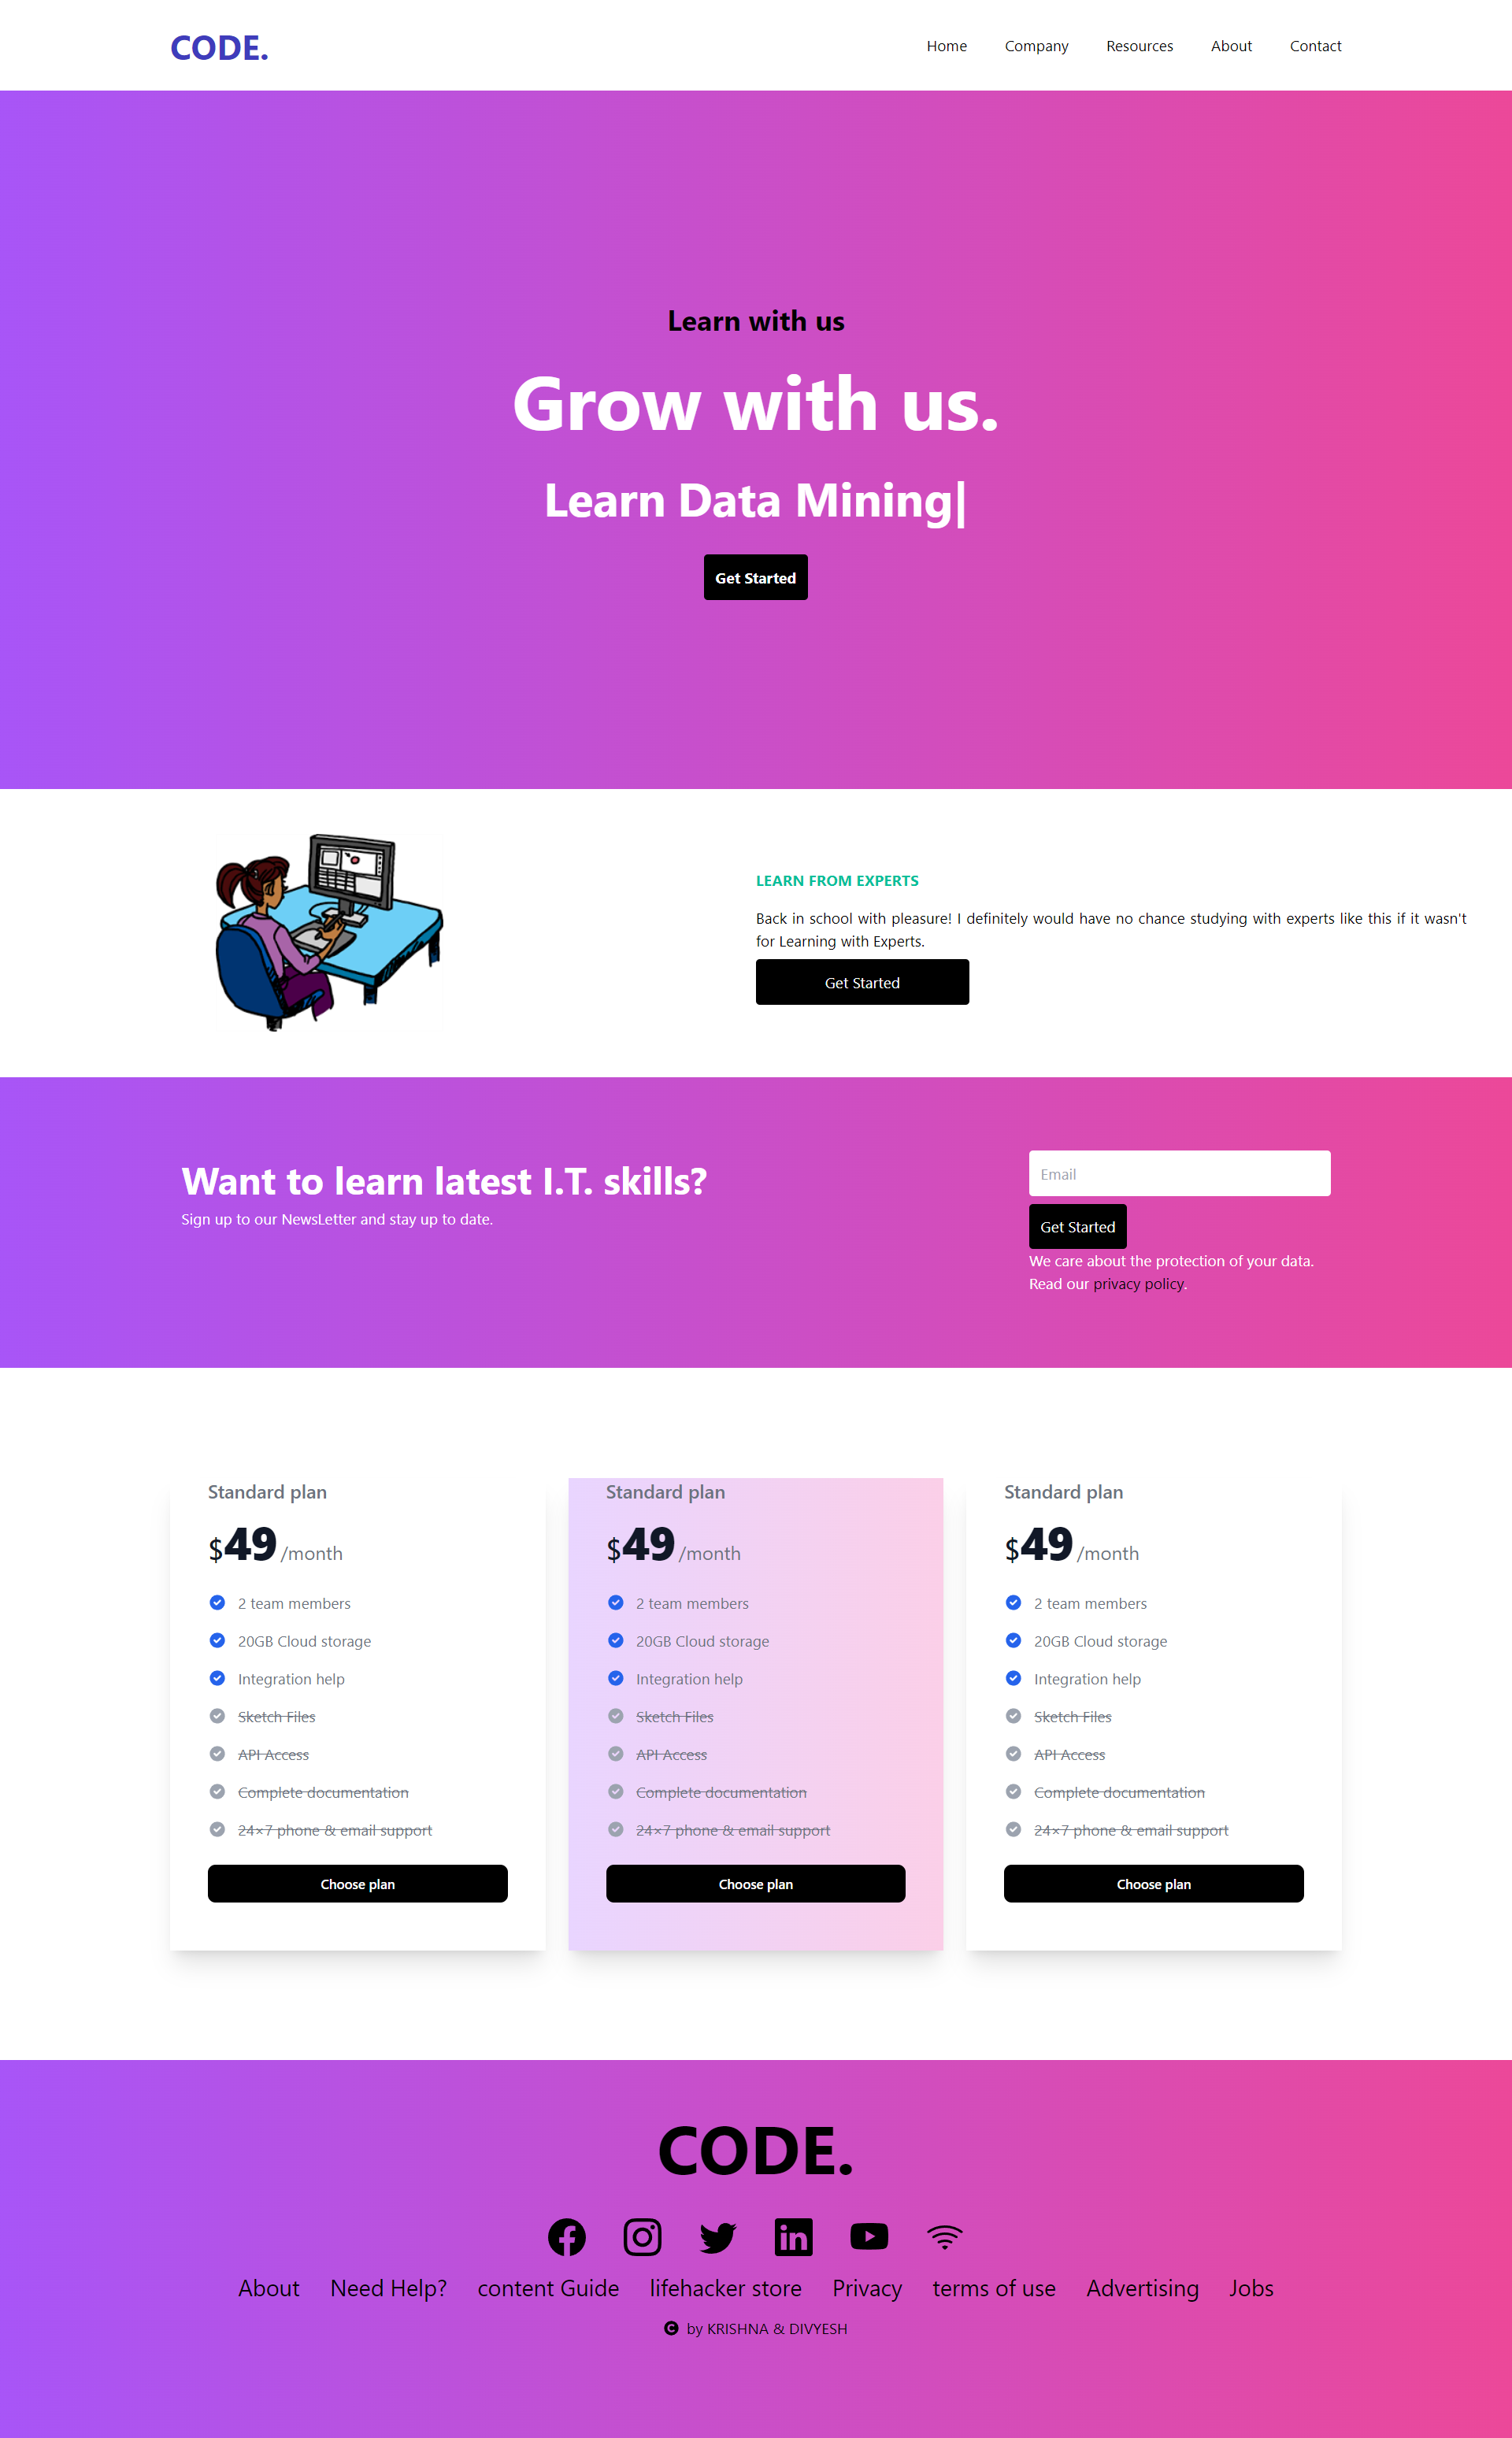 CODE.
Home Company Resources About Contact
Learn with us
Grow with us.
Learn Data Mining|
Get Started
LEARN FROM EXPERTS
Back in school with pleasure! I definitely would have no chance studying with experts like this if it wasn't
for Learning with Experts.
Get Started
Want to learn latest I.T. skills?
Sign up to our NewsLetter and stay up to date.
Email
Get Started
We care about the protection of your data.
Read our privacy policy.
Standard plan
$49 /month
2 team members
20GB Cloud storage
Integration help
Sketch Files
API Access
Complete documentation
24×7 phone & email support
Choose plan
Standard plan
$49 /month
2 team members
20GB Cloud storage
Integration help
Sketch Files
API Access
Complete documentation
24×7 phone & email support
Choose plan
Standard plan
$49 /month
2 team members
20GB Cloud storage
Integration help
Sketch Files
API Access
Complete documentation
24×7 phone & email support
Choose plan
CODE.
About Need Help? content Guide lifehacker store Privacy terms of use Advertising Jobs
© by KRISHNA & DIVYESH